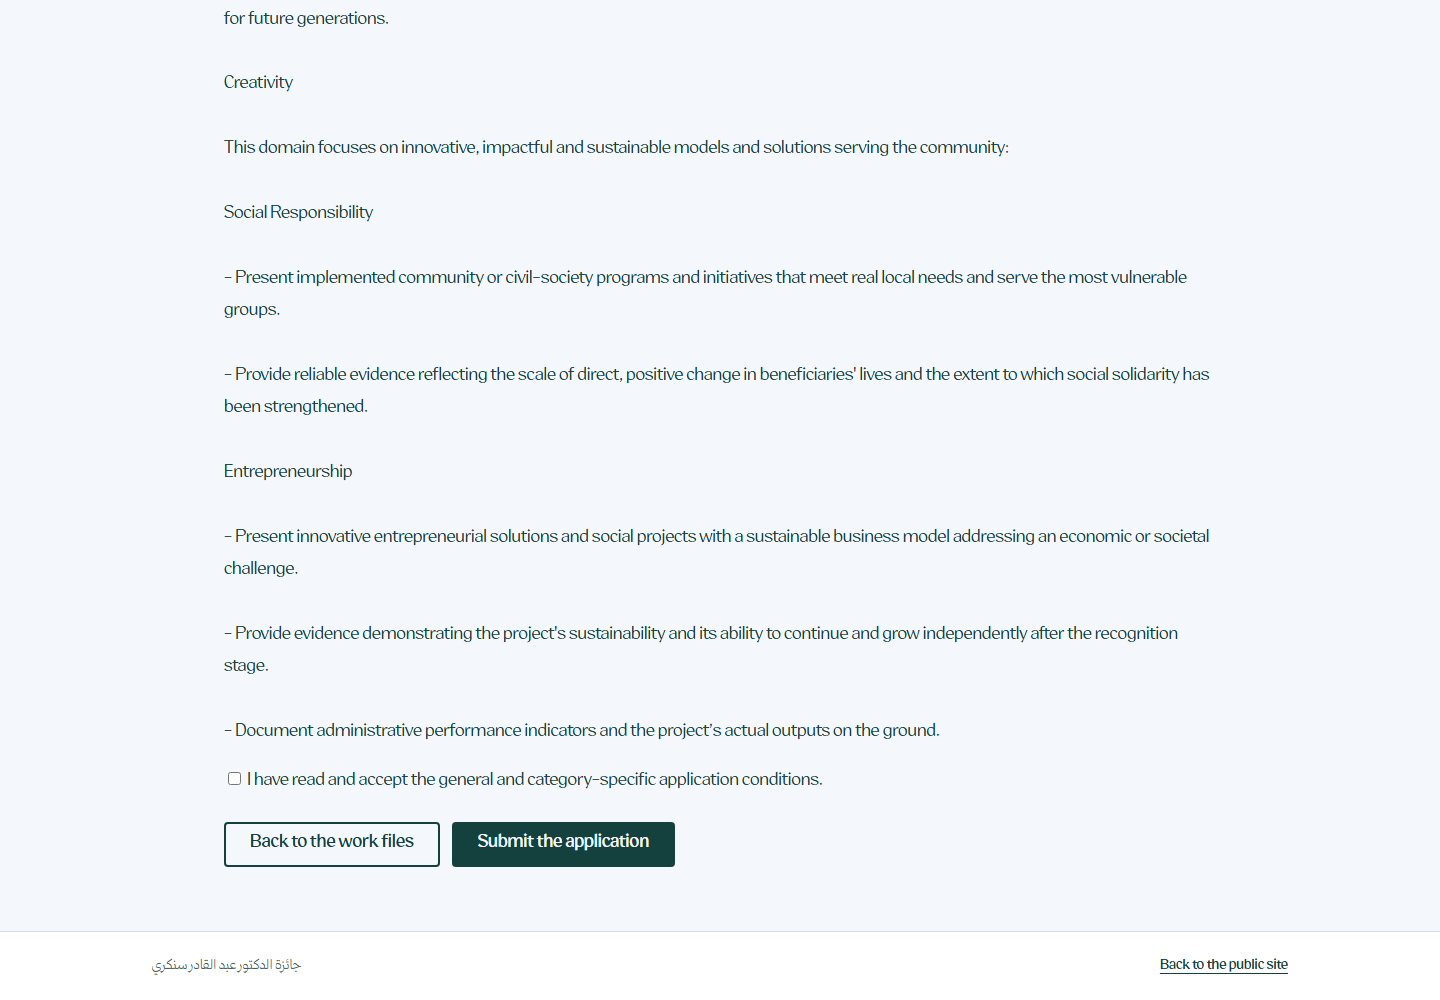 for future generations.
Creativity
This domain focuses on innovative, impactful and sustainable models and solutions serving the community:
Social Responsibility
- Present implemented community or civil-society programs and initiatives that meet real local needs and serve the most vulnerable
groups.
- Provide reliable evidence reflecting the scale of direct, positive change in beneficiaries' lives and the extent to which social solidarity has
been strengthened.
Entrepreneurship
- Present innovative entrepreneurial solutions and social projects with a sustainable business model addressing an economic or societal
challenge.
- Provide evidence demonstrating the project's sustainability and its ability to continue and grow independently after the recognition
stage.
- Document administrative performance indicators and the project’s actual outputs on the ground.
I have read and accept the general and category-specific application conditions.
Back to the work files Submit the application
جائزة الدكتور عبد القادر سنكري Back to the public site